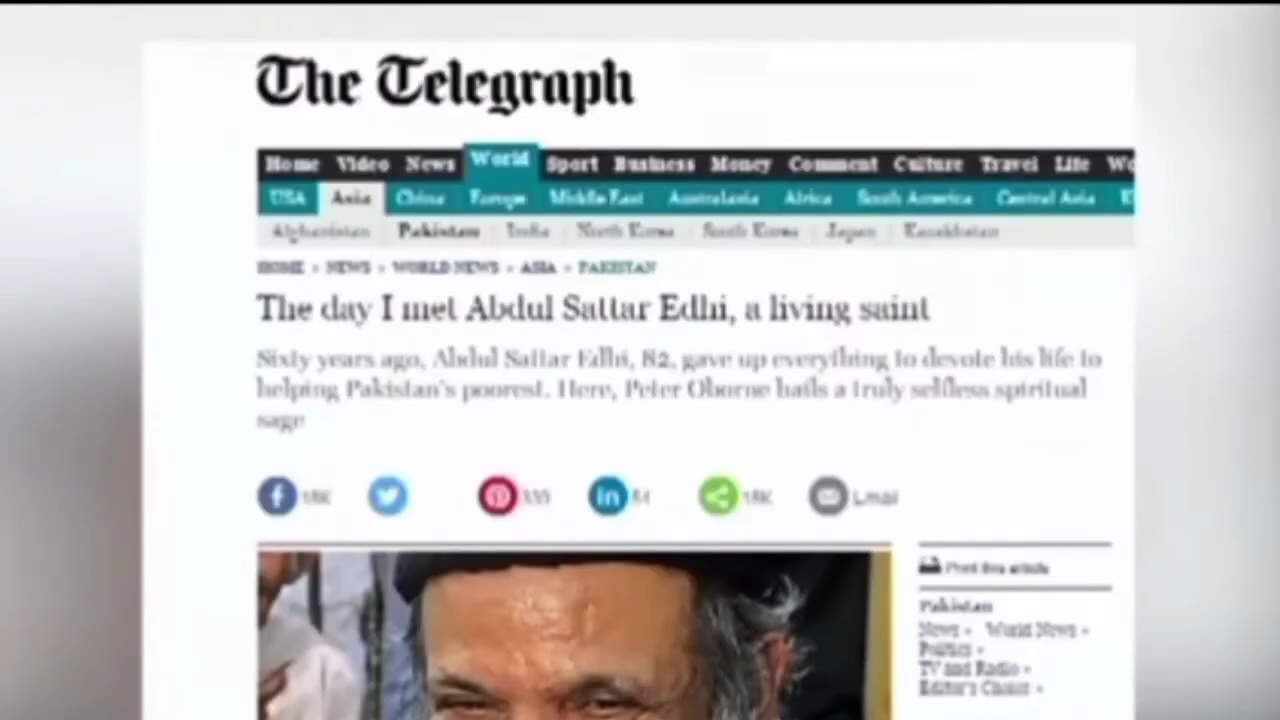 The Telegraph
Home Video News World Sport Business Money Comment Culture Travel Life
USA Asia China Europe Middle East Australasia Africa South America Central Asia
Afghanistan Pakistan India North Korea South Korea Japan Kazakhstan
HOME » NEWS » WORLD NEWS » ASIA » PAKISTAN
The day I met Abdul Sattar Edhi, a living saint
Sixty years ago, Abdul Sattar Edhi, 82, gave up everything to devote his life to
helping Pakistan's poorest. Here, Peter Oborne hails a truly selfless spiritual
sage
Email
Print this article
Pakistan
News » World News »
Politics »
TV and Radio »
Editor's Choice »